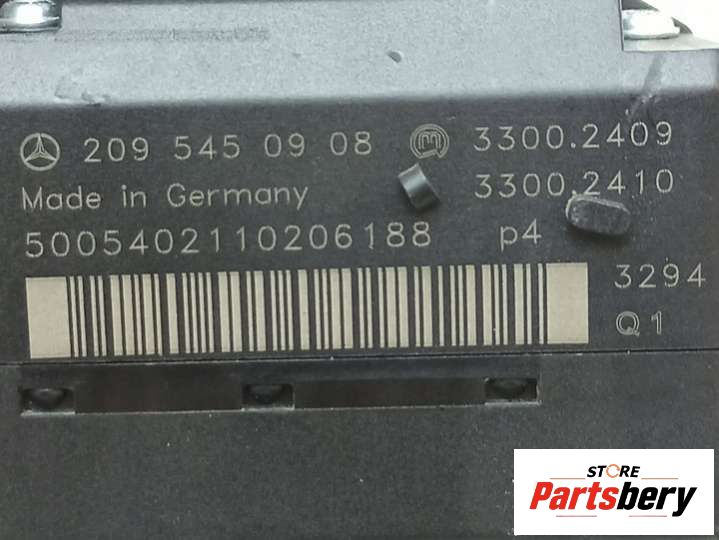 209 545 09 08
3300.2409
Made in Germany
3300.2410
5005402110206188
p4
3294
Q1
STORE
Partsbery